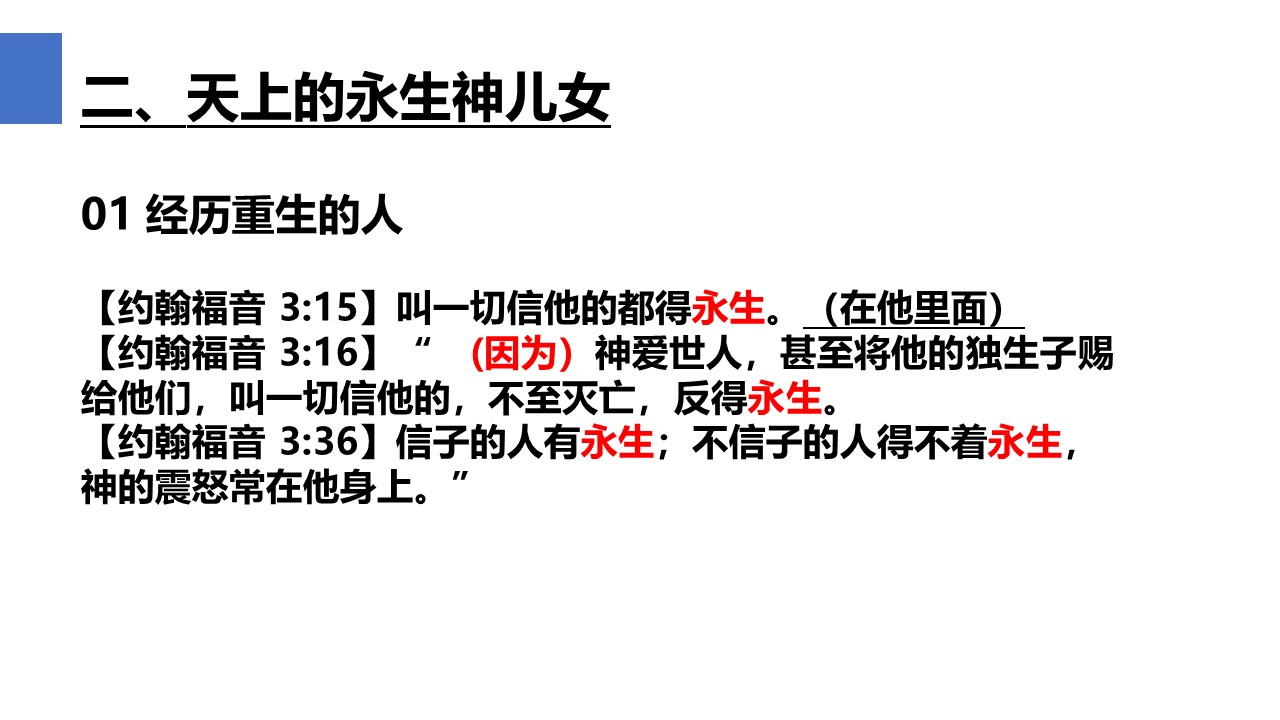 二、天上的永生神儿女
01 经历重生的人
【约翰福音 3:15】叫一切信他的都得永生。（在他里面）
【约翰福音 3:16】“ （因为）神爱世人，甚至将他的独生子赐
给他们，叫一切信他的，不至灭亡，反得永生。
【约翰福音 3:36】信子的人有永生；不信子的人得不着永生，
神的震怒常在他身上。”